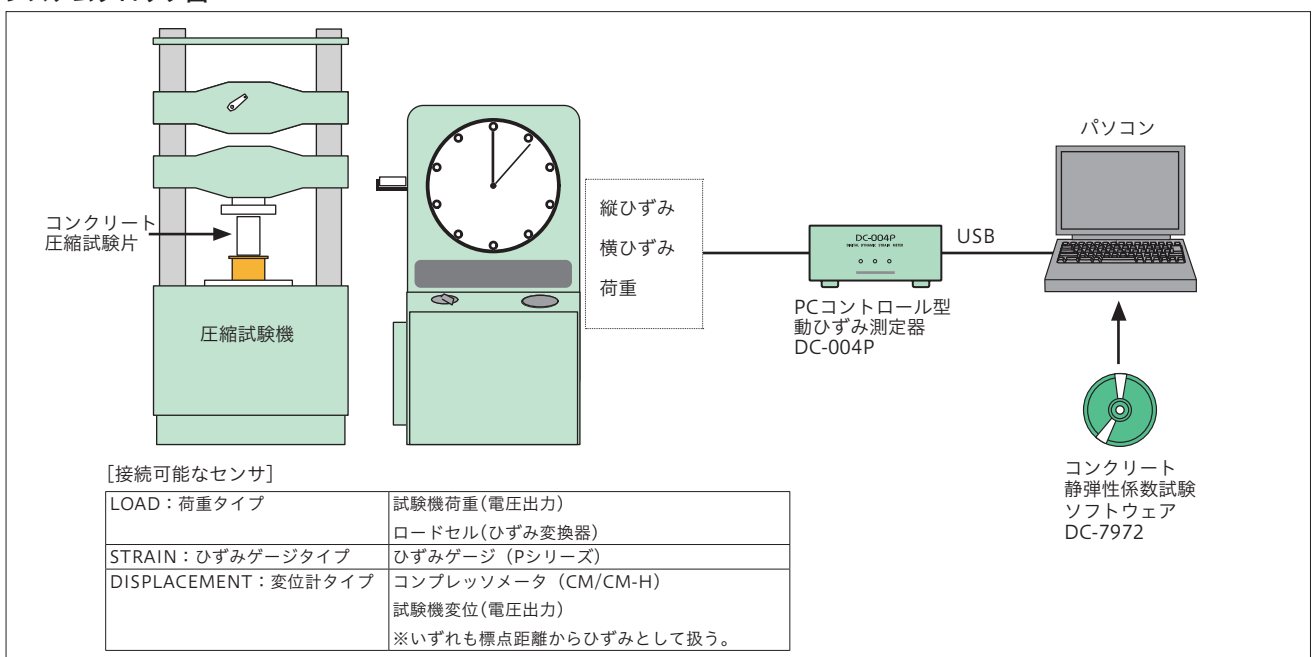 コンクリート
圧縮試験片
圧縮試験機
縦ひずみ
横ひずみ
荷重
DC-004P
DIGITAL DYNAMIC STRAIN METER
USB
パソコン
PCコントロール型
動ひずみ測定器
DC-004P
コンクリート
静弾性係数試験
ソフトウェア
DC-7972
[接続可能なセンサ]
LOAD:荷重タイプ
試験機荷重(電圧出力)
ロードセル(ひずみ変換器)
STRAIN:ひずみゲージタイプ
ひずみゲージ(Pシリーズ)
DISPLACEMENT:変位計タイプ
コンプレッソメータ(CM/CM-H)
試験機変位(電圧出力)
※いずれも標点距離からひずみとして扱う。